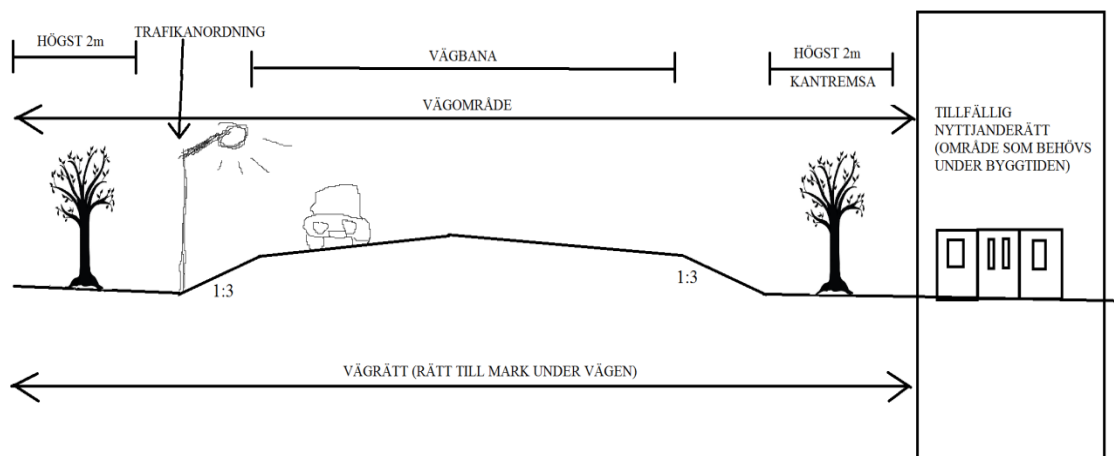 HÖGST 2m
TRAFIKANORDNING
VÄGBANA
HÖGST 2m
KANTREMSA
VÄGOMRÅDE
TILLFÄLLIG
NYTTJANDERÄTT
(OMRÅDE SOM BEHÖVS
UNDER BYGGTIDEN)
1:3
1:3
VÄGRÄTT (RÄTT TILL MARK UNDER VÄGEN)